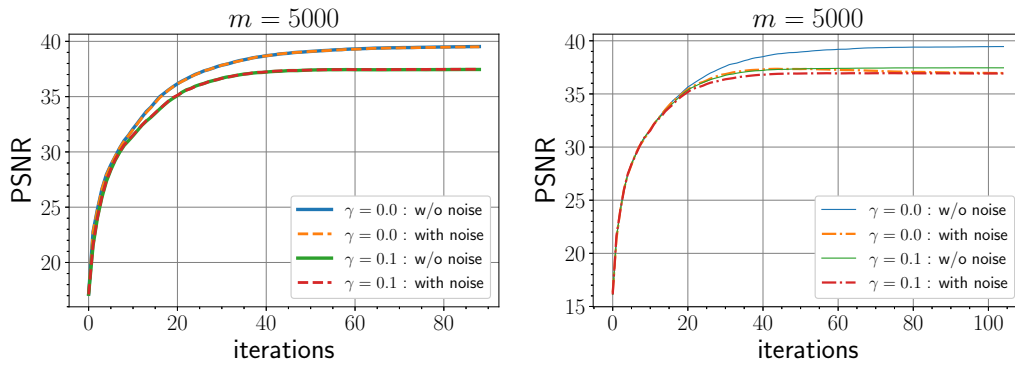 m = 5000
PSNR
40
35
30
25
20
0
20
40
60
80
iterations
γ = 0.0 : w/o noise
γ = 0.0 : with noise
γ = 0.1 : w/o noise
γ = 0.1 : with noise
m = 5000
PSNR
40
35
30
25
20
15
0
20
40
60
80
100
iterations
γ = 0.0 : w/o noise
γ = 0.0 : with noise
γ = 0.1 : w/o noise
γ = 0.1 : with noise